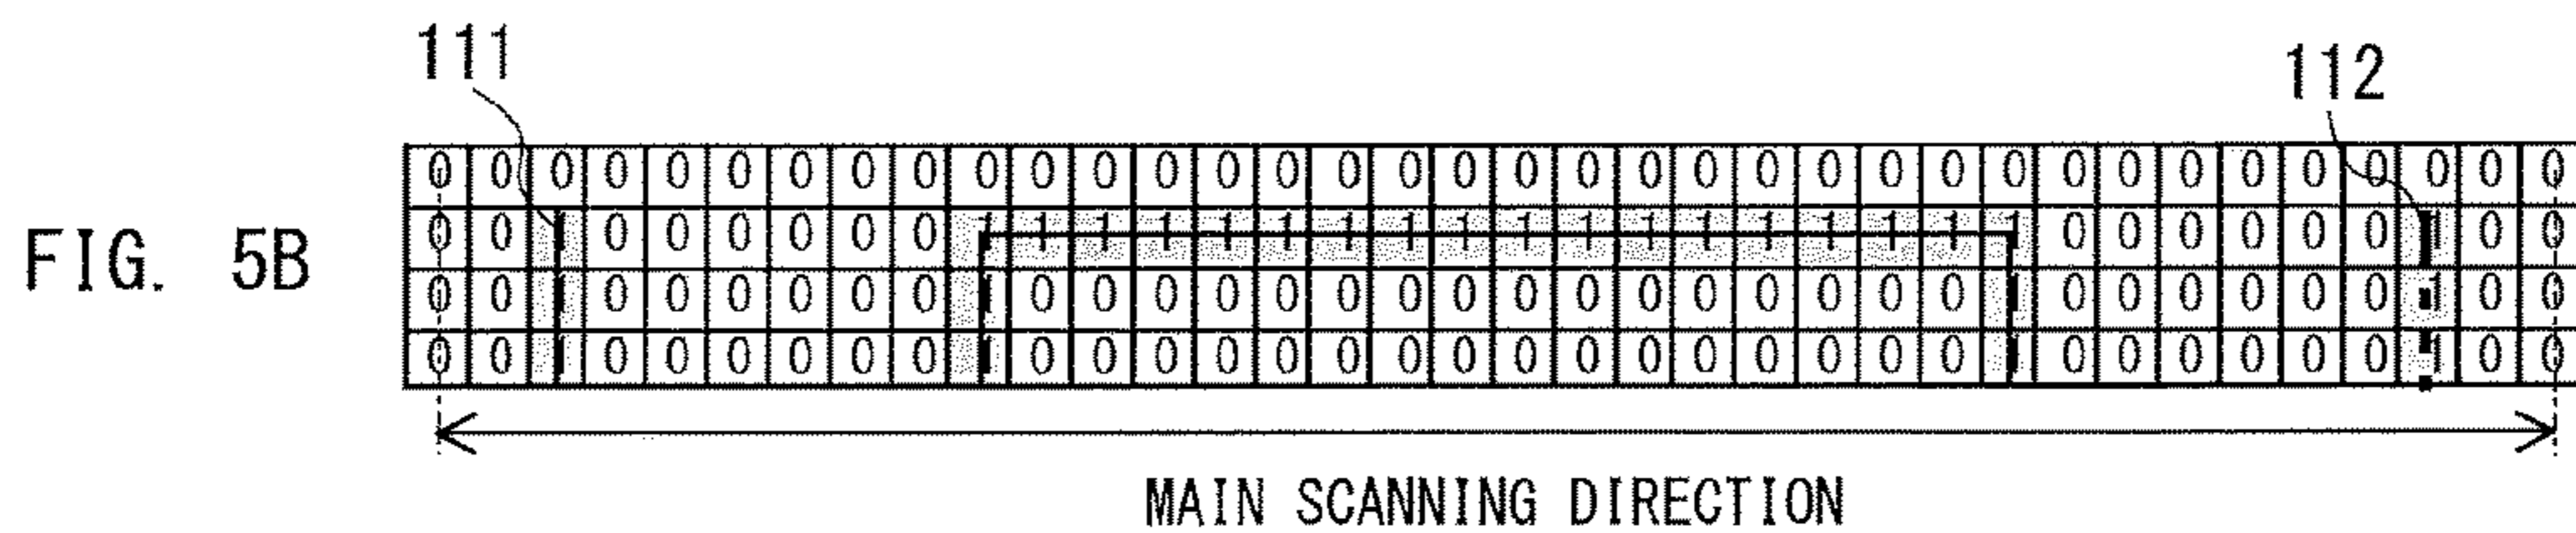 111
112
0 0 0 0 0 0 0 0 0 0 0 0 0 0 0 0 0 0 0 0 0 0 0 0 0 0 0 0 0 0 0 0 0 0 0 0
0 0 1 0 0 0 0 0 0 1 1 1 1 1 1 1 1 1 1 1 1 1 1 1 1 1 1 0 0 0 0 0 0 1 0 0
FIG. 5B
0 0 1 0 0 0 0 0 0 1 0 0 0 0 0 0 0 0 0 0 0 0 0 0 0 0 1 0 0 0 0 0 0 1 0 0
0 0 1 0 0 0 0 0 0 1 0 0 0 0 0 0 0 0 0 0 0 0 0 0 0 0 1 0 0 0 0 0 0 1 0 0
MAIN SCANNING DIRECTION